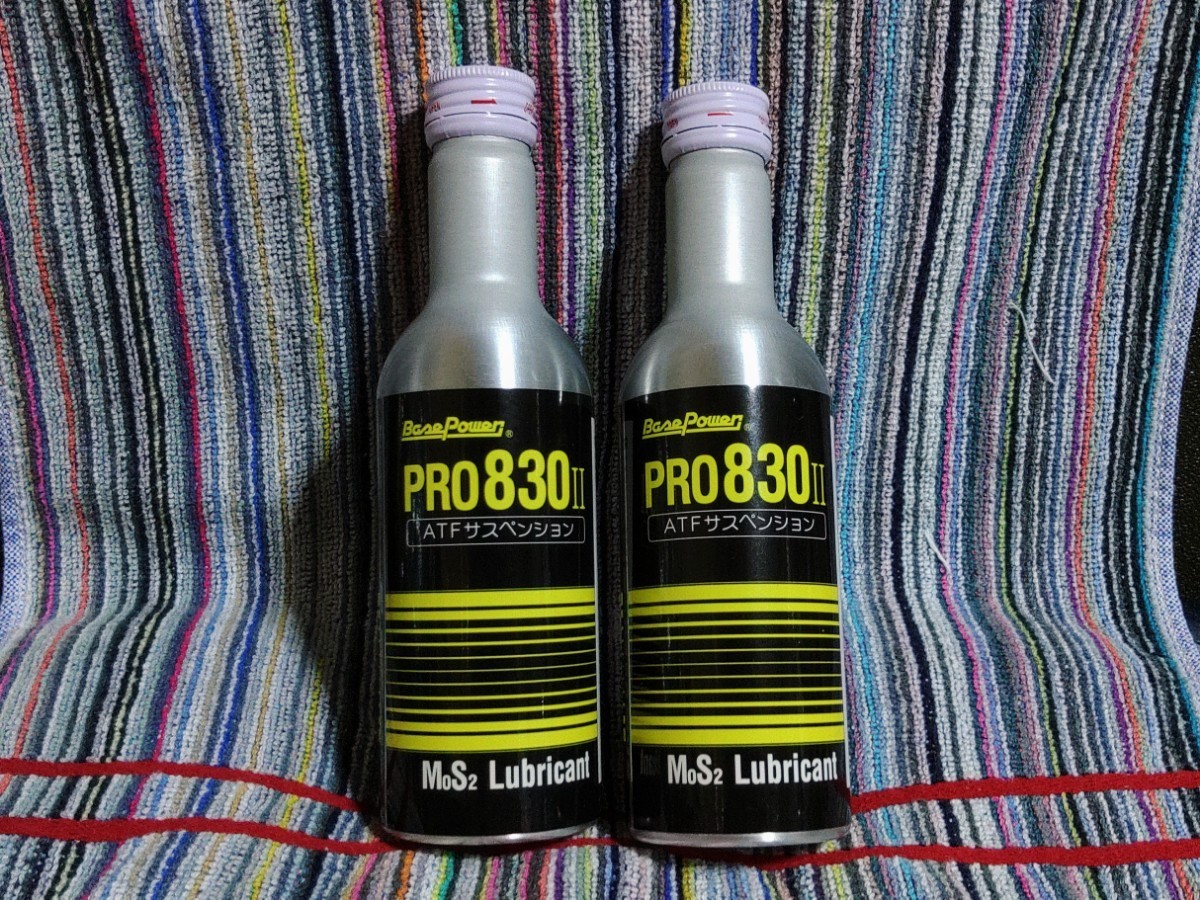 BasePower®
PRO830II
ATFサスペンション
MoS2 Lubricant
BasePower®
PRO830II
ATFサスペンション
MoS2 Lubricant